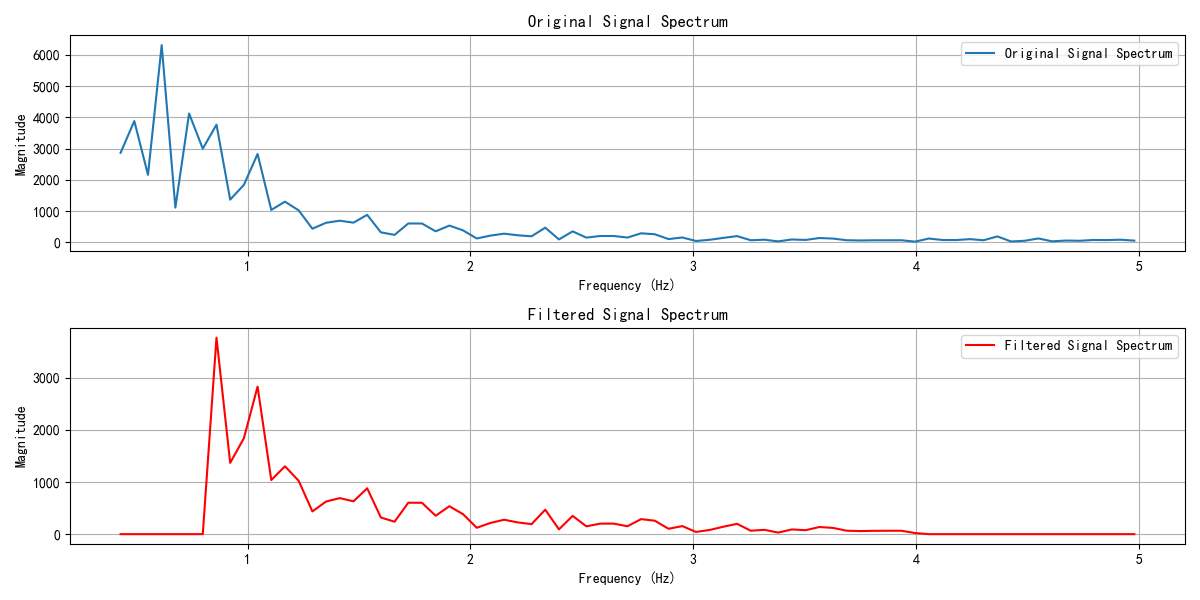 Original Signal Spectrum
Original Signal Spectrum
Magnitude
6000
5000
4000
3000
2000
1000
0
1
2
3
4
5
Frequency (Hz)
Filtered Signal Spectrum
Filtered Signal Spectrum
Magnitude
3000
2000
1000
0
1
2
3
4
5
Frequency (Hz)